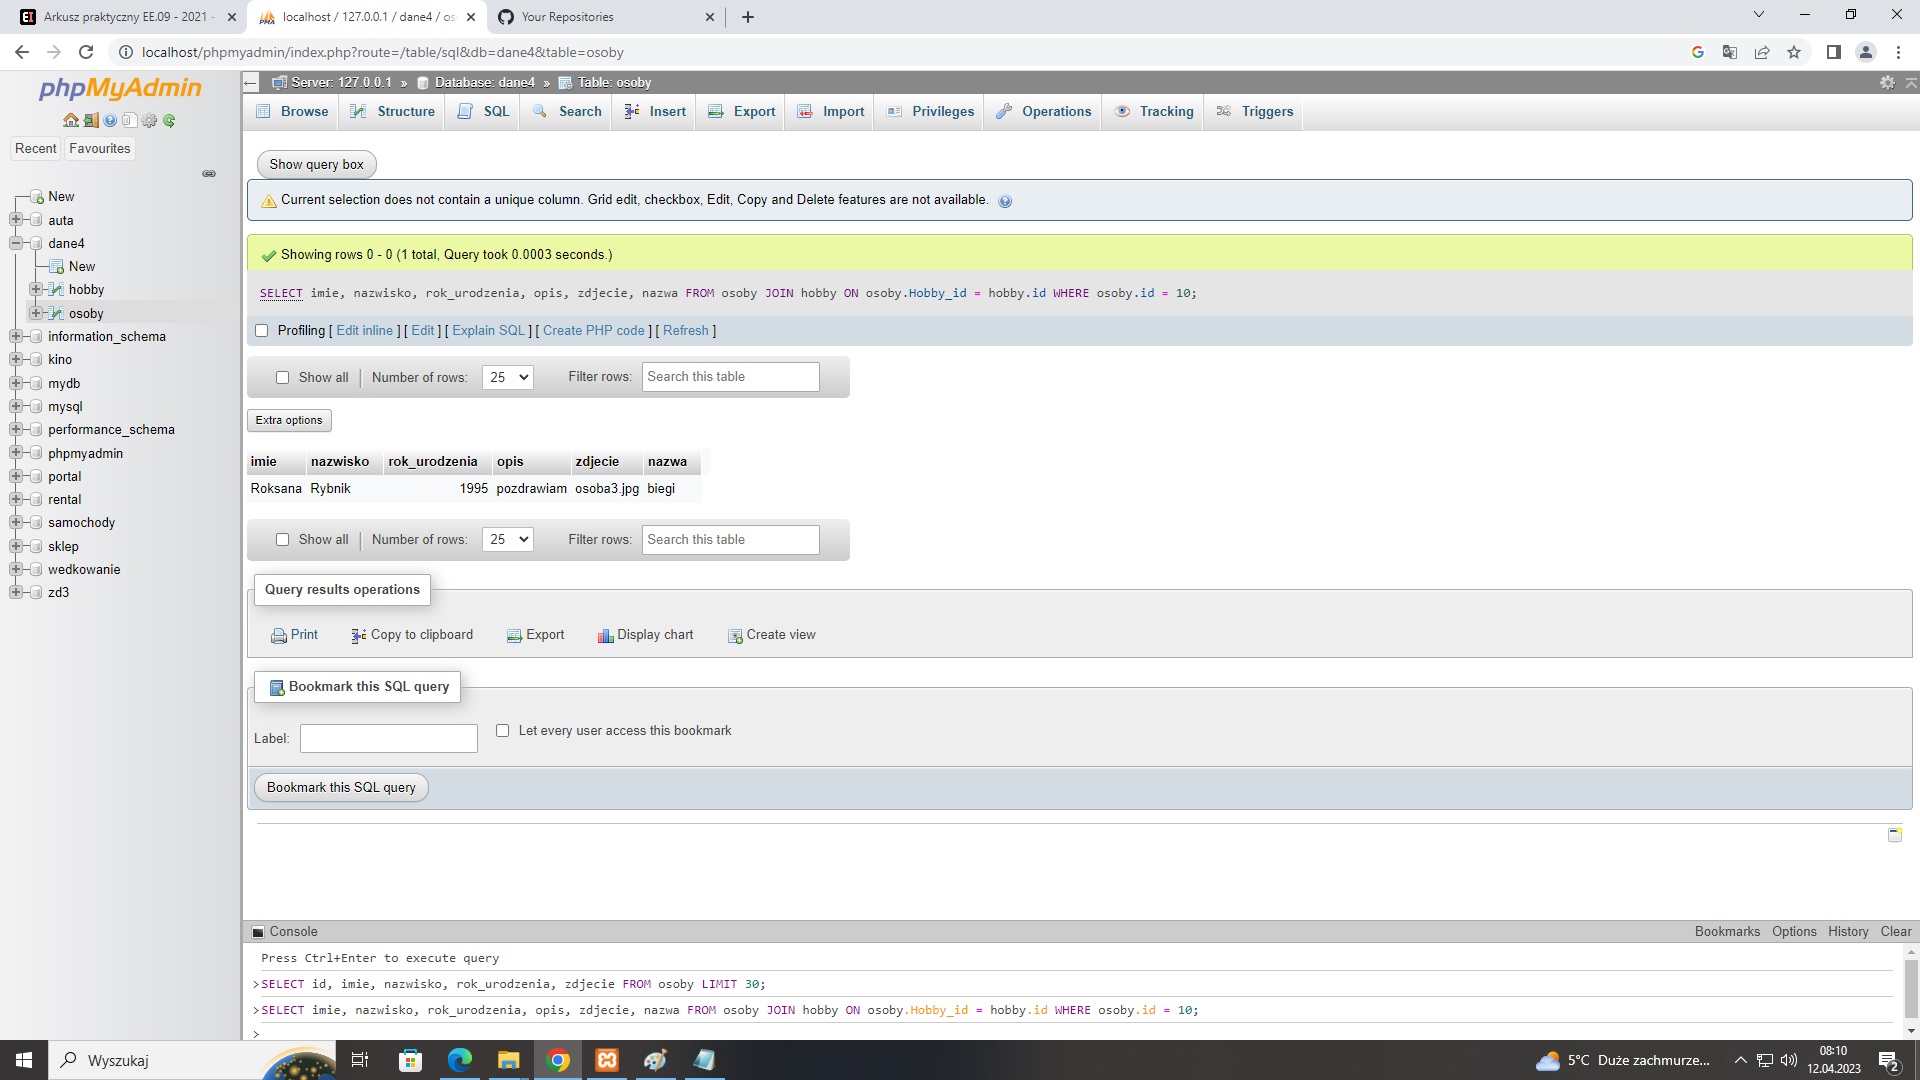 Arkusz praktyczny EE.09 - 2021 -
localhost / 127.0.0.1 / dane4 / os
Your Repositories
localhost/phpmyadmin/index.php?route=/table/sql&db=dane4&table=osoby
phpMyAdmin
Recent
Favourites
New
auta
dane4
New
hobby
osoby
information_schema
kino
mydb
mysql
performance_schema
phpmyadmin
portal
rental
samochody
sklep
wedkowanie
zd3
Server: 127.0.0.1 » Database: dane4 » Table: osoby
Browse
Structure
SQL
Search
Insert
Export
Import
Privileges
Operations
Tracking
Triggers
Show query box
Current selection does not contain a unique column. Grid edit, checkbox, Edit, Copy and Delete features are not available.
Showing rows 0 - 0 (1 total, Query took 0.0003 seconds.)
SELECT imie, nazwisko, rok_urodzenia, opis, zdjecie, nazwa FROM osoby JOIN hobby ON osoby.Hobby_id = hobby.id WHERE osoby.id = 10;
Profiling [ Edit inline ] [ Edit ] [ Explain SQL ] [ Create PHP code ] [ Refresh ]
Show all | Number of rows: 25 Filter rows: Search this table
Extra options
imie nazwisko rok_urodzenia opis zdjecie nazwa
Roksana Rybnik 1995 pozdrawiam osoba3.jpg biegi
Show all | Number of rows: 25 Filter rows: Search this table
Query results operations
Print
Copy to clipboard
Export
Display chart
Create view
Bookmark this SQL query
Label:
Let every user access this bookmark
Bookmark this SQL query
Console
Bookmarks Options History Clear
Press Ctrl+Enter to execute query
>SELECT id, imie, nazwisko, rok_urodzenia, zdjecie FROM osoby LIMIT 30;
>SELECT imie, nazwisko, rok_urodzenia, opis, zdjecie, nazwa FROM osoby JOIN hobby ON osoby.Hobby_id = hobby.id WHERE osoby.id = 10;
>
Wyszukaj
5°C Duże zachmurze...
08:10
12.04.2023
2